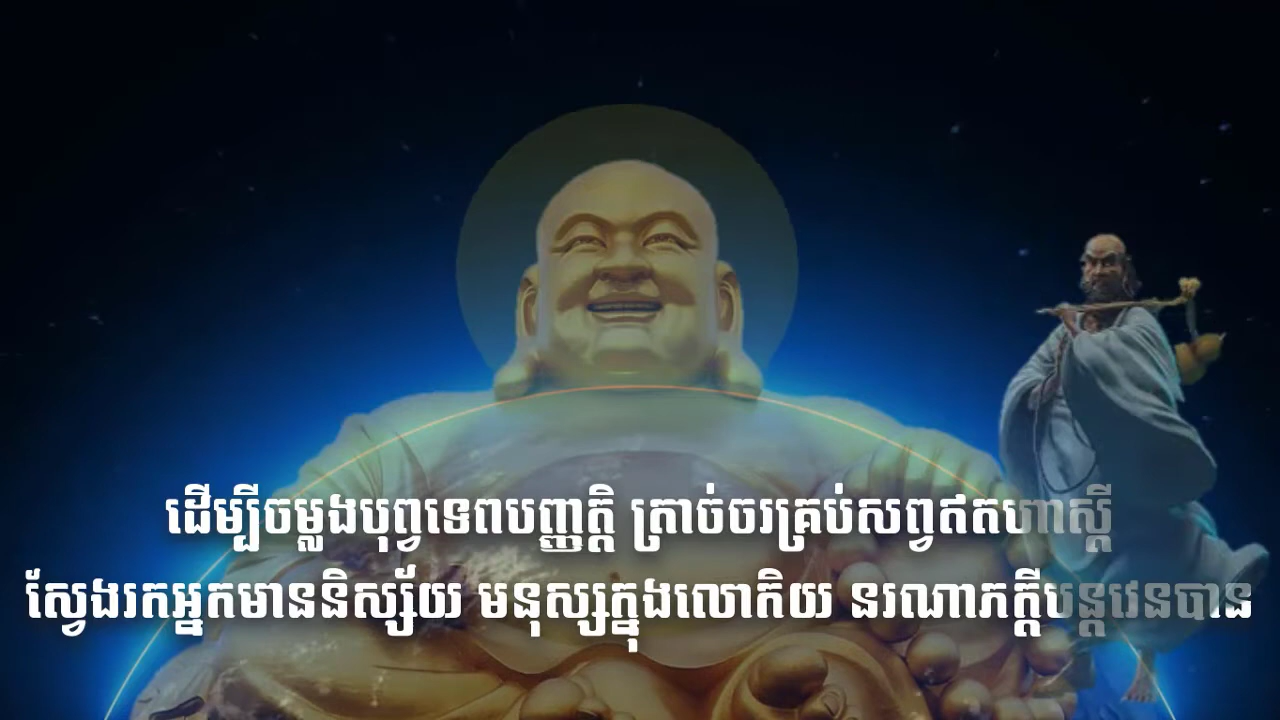 ដើម្បីចម្លងបុព្វទេពបញ្ញត្តិ ត្រាច់ចរគ្រប់សព្វឥតហាស្តី
ស្វែងរកអ្នកមាននិស្ស័យ មនុស្សក្នុងលោកិយ នរណាភក្តីបន្តវេនបាន